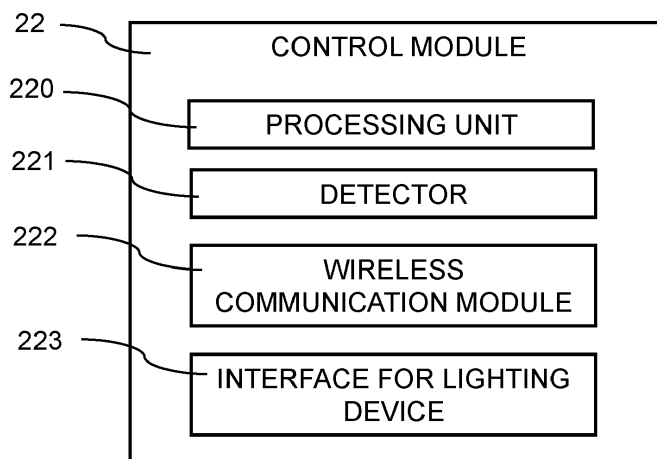 22
CONTROL MODULE
220
PROCESSING UNIT
221
DETECTOR
222
WIRELESS
COMMUNICATION MODULE
223
INTERFACE FOR LIGHTING
DEVICE